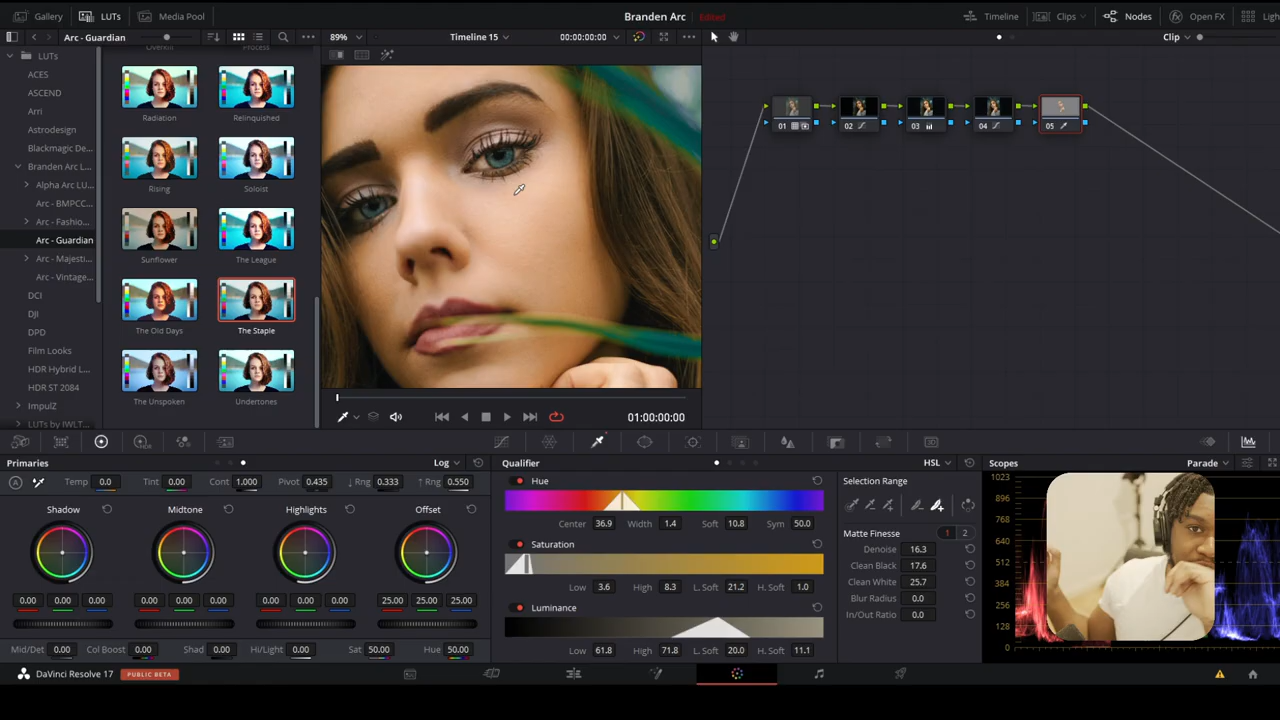 Gallery LUTs Media Pool Branden Arc Edited Timeline Clips Nodes Open FX Ligh
Arc - Guardian 89% Timeline 15 00:00:00:00 Clip
LUTs
ACES
ASCEND
Arri
Astrodesign
Blackmagic De...
Branden Arc L...
Alpha Arc LU...
Arc - BMPCC...
Arc - Fashio...
Arc - Guardian
Arc - Majesti...
Arc - Vintage...
DCI
DJI
DPD
Film Looks
HDR Hybrid L...
HDR ST 2084
ImpulZ
LUTs by IWLT...
Overkill Process
Radiation Relinquished
Rising Soloist
Sunflower The League
The Old Days The Staple
The Unspoken Undertones
01 02 03 04 05
01:00:00:00
Primaries Log
Temp 0.0 Tint 0.00 Cont 1.000 Pivot 0.435 ↓ Rng 0.333 ↑ Rng 0.550
A
Shadow Midtone Highlights Offset
0.00 0.00 0.00 0.00 0.00 0.00 0.00 0.00 0.00 25.00 25.00 25.00
Mid/Det 0.00 Col Boost 0.00 Shad 0.00 Hi/Light 0.00 Sat 50.00 Hue 50.00
Qualifier HSL
Hue
Center 36.9 Width 1.4 Soft 10.8 Sym 50.0
Saturation
Low 3.6 High 8.3 L. Soft 21.2 H. Soft 1.0
Luminance
Low 61.8 High 71.8 L. Soft 20.0 H. Soft 11.1
Selection Range
Matte Finesse 1 2
Denoise 16.3
Clean Black 17.6
Clean White 25.7
Blur Radius 0.0
In/Out Ratio 0.0
Scopes Parade
1023
896
768
640
512
384
256
128
0
DaVinci Resolve 17 PUBLIC BETA